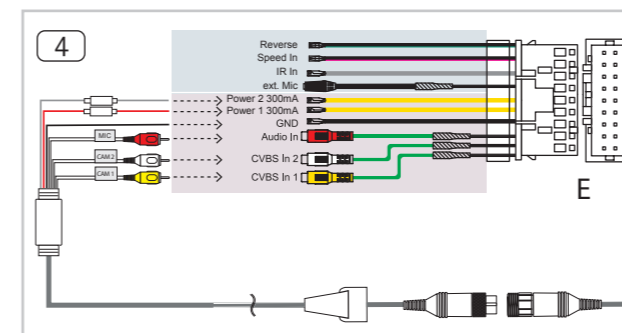 4
Reverse
Speed In
IR In
ext. Mic
Power 2 300mA
Power 1 300mA
GND
MIC
Audio In
CAM 2
CVBS In 2
CAM 1
CVBS In 1
E